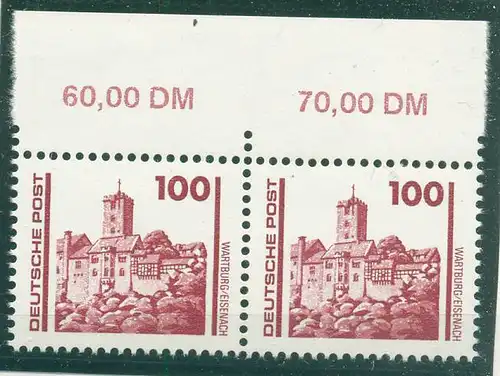 60,00 DM
70,00 DM
100
DEUTSCHE POST
WARTBURG/EISENACH
100
DEUTSCHE POST
WARTBURG/EISENACH